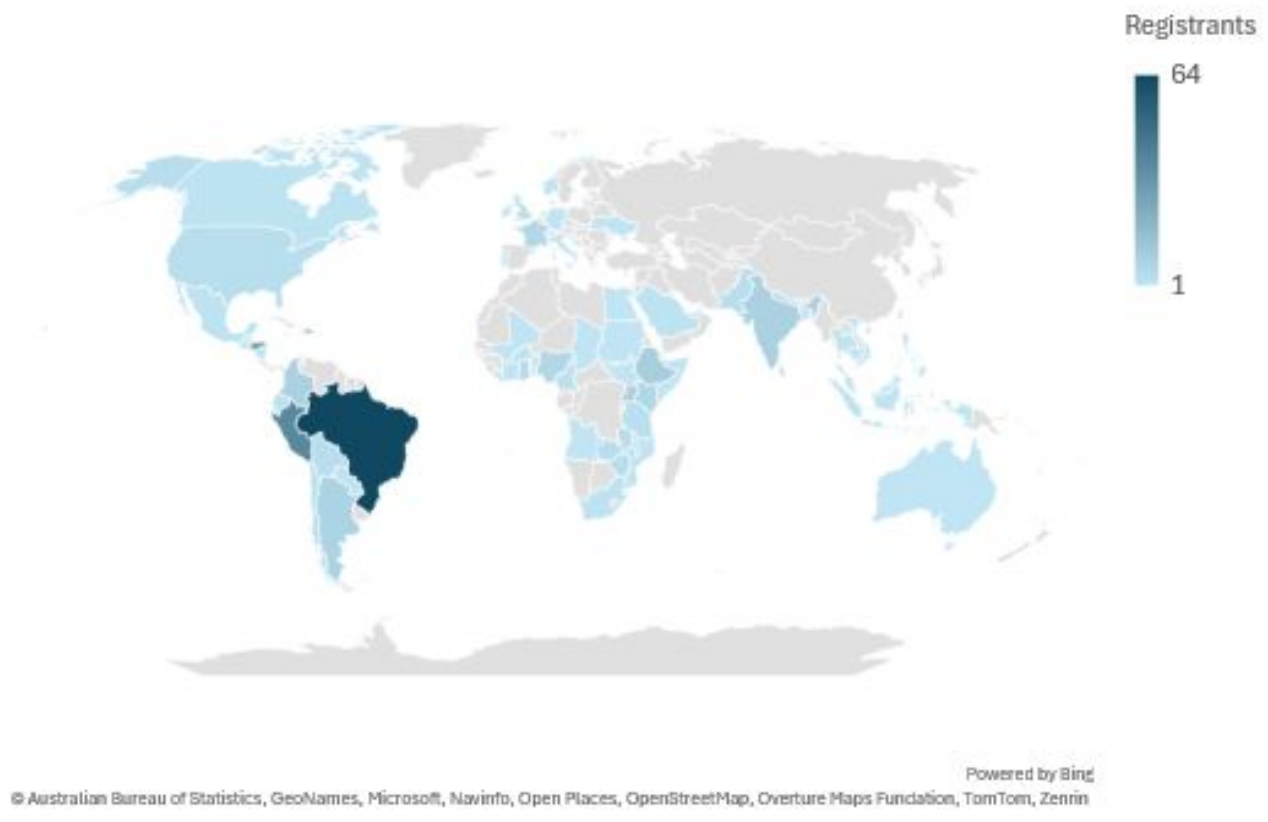 Registrants
64
1
Powered by Bing
© Australian Bureau of Statistics, GeoNames, Microsoft, Navinfo, Open Places, OpenStreetMap, Overture Maps Fundation, TomTom, Zenrin